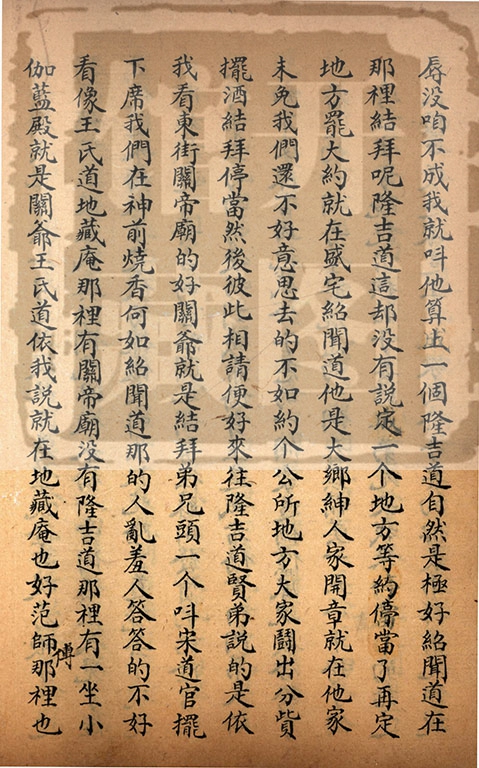 辱没咱不成我就呌他算上一個隆吉道自然是極好紹聞道在
那裡結拜呢隆吉道這却没有説定一个地方等約停當了再定
地方罷大約就在盛宅紹聞道他是大鄉紳人家開章就在他家
未免我們還不好意思去的不如約个公所地方大家鬪出分貲
擺酒結拜停當然後彼此相請便好來往隆吉道賢弟説的是依
我看東街關帝廟的好關爺就是結拜弟兄頭一个呌宋道官擺
下席我們在神前燒香何如紹聞道那的人亂羞人答答的不好
看像王氏道地藏庵那裡有關帝廟没有隆吉道那裡有一坐小
伽藍殿就是關爺王氏道依我説就在地藏庵也好范師傅那裡也